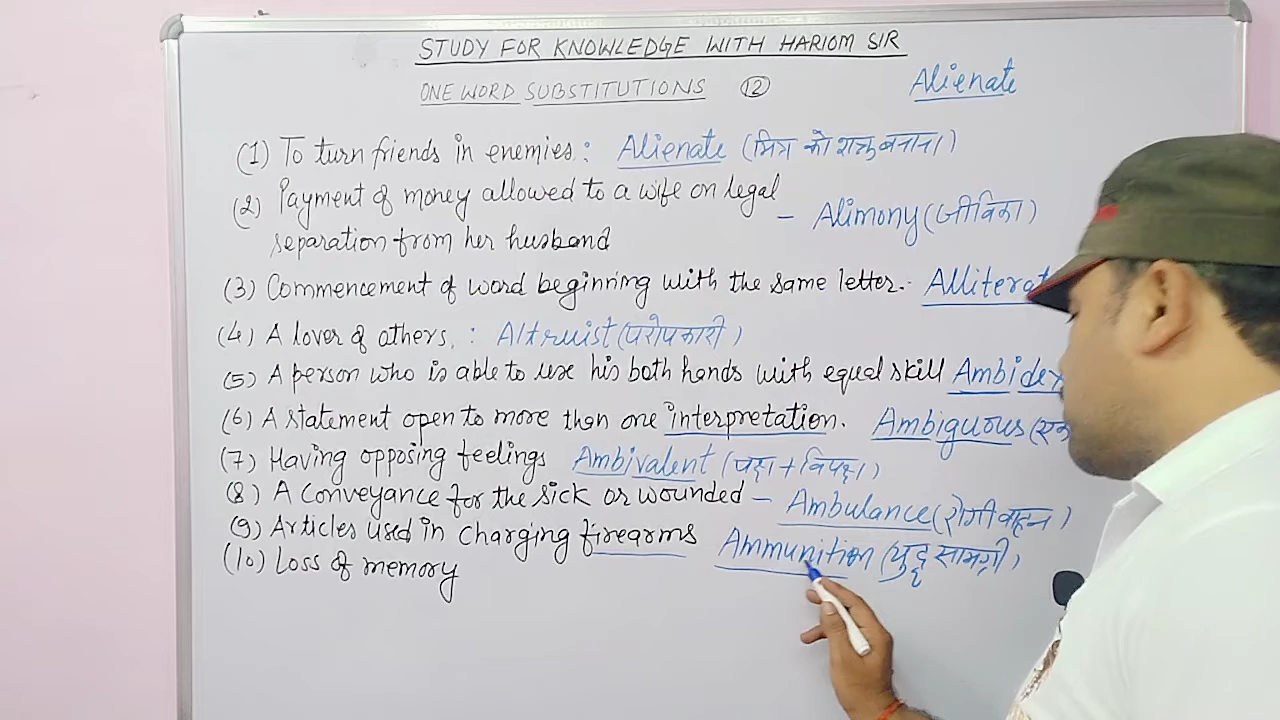 STUDY FOR KNOWLEDGE WITH HARIOM SIR
ONE WORD SUBSTITUTIONS (12)
Alienate
(1) To turn friends in enemies: Alienate (मित्र को शत्रु बनाना)
(2) Payment of money allowed to a wife on legal
separation from her husband - Alimony (जीविका)
(3) Commencement of word beginning with the same letter.- Alliterat
(4) A lover of others. : Altruist (परोपकारी)
(5) A person who is able to use his both hands with equal skill Ambidex
(6) A statement open to more than one interpretation. Ambiguous
(7) Having opposing feelings Ambivalent (पक्ष + विपक्ष)
(8) A conveyance for the sick or wounded - Ambulance (रोगी वाहन)
(9) Articles used in charging firearms Ammunition (युद्ध सामग्री)
(10) Loss of memory